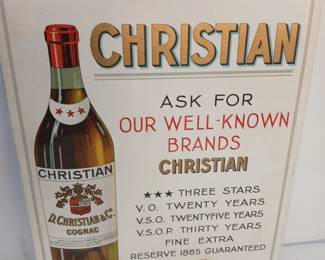 CHRISTIAN
ASK FOR
OUR WELL-KNOWN
BRANDS
CHRISTIAN
★★★ THREE STARS
V.O. TWENTY YEARS
V.S.O. TWENTYFIVE YEARS
V.S.O.P. THIRTY YEARS
FINE EXTRA
RESERVE 1865 GUARANTEED
CHRISTIAN
D. CHRISTIAN & Co.
COGNAC